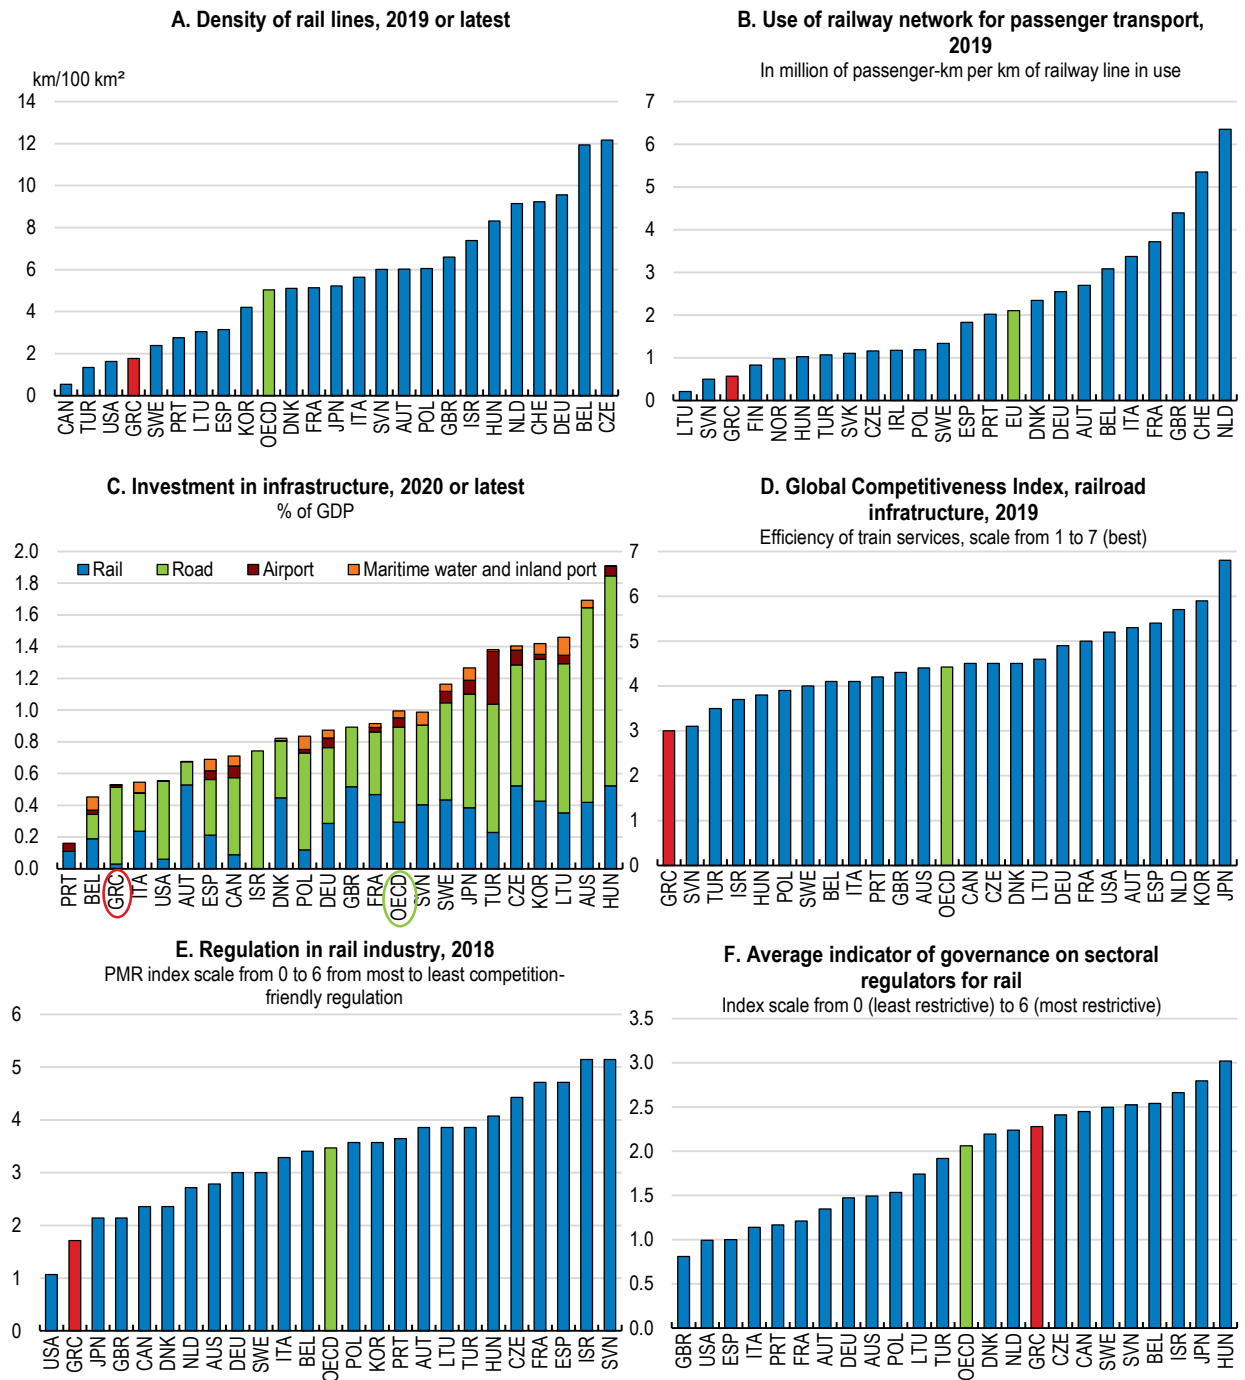 A. Density of rail lines, 2019 or latest
km/100 km²
14
12
10
8
6
4
2
0
CAN TUR USA GRC SWE PRT LTU ESP KOR OECD DNK FRA JPN ITA SVN AUT POL GBR ISR HUN NLD CHE DEU BEL CZE
B. Use of railway network for passenger transport,
2019
In million of passenger-km per km of railway line in use
7
6
5
4
3
2
1
0
LTU SVN GRC FIN NOR HUN TUR SVK CZE IRL POL SWE ESP PRT EU DNK DEU AUT BEL ITA FRA GBR CHE NLD
C. Investment in infrastructure, 2020 or latest
% of GDP
2.0
1.8
1.6
1.4
1.2
1.0
0.8
0.6
0.4
0.2
0.0
Rail Road Airport Maritime water and inland port
PRT BEL GRC ITA USA AUT ESP CAN ISR DNK POL DEU GBR FRA OECD SVN SWE JPN TUR CZE KOR LTU AUS HUN
D. Global Competitiveness Index, railroad
infratructure, 2019
Efficiency of train services, scale from 1 to 7 (best)
7
6
5
4
3
2
1
0
GRC SVN TUR ISR HUN POL SWE BEL ITA PRT GBR AUS OECD CAN CZE DNK LTU DEU FRA USA AUT ESP NLD KOR JPN
E. Regulation in rail industry, 2018
PMR index scale from 0 to 6 from most to least competition-
friendly regulation
6
5
4
3
2
1
0
USA GRC JPN GBR CAN DNK NLD AUS DEU SWE ITA BEL OECD POL KOR PRT AUT LTU TUR HUN CZE FRA ESP ISR SVN
F. Average indicator of governance on sectoral
regulators for rail
Index scale from 0 (least restrictive) to 6 (most restrictive)
3.5
3.0
2.5
2.0
1.5
1.0
0.5
0.0
GBR USA ESP ITA PRT FRA AUT DEU AUS POL LTU TUR OECD DNK NLD GRC CZE CAN SWE SVN BEL ISR JPN HUN